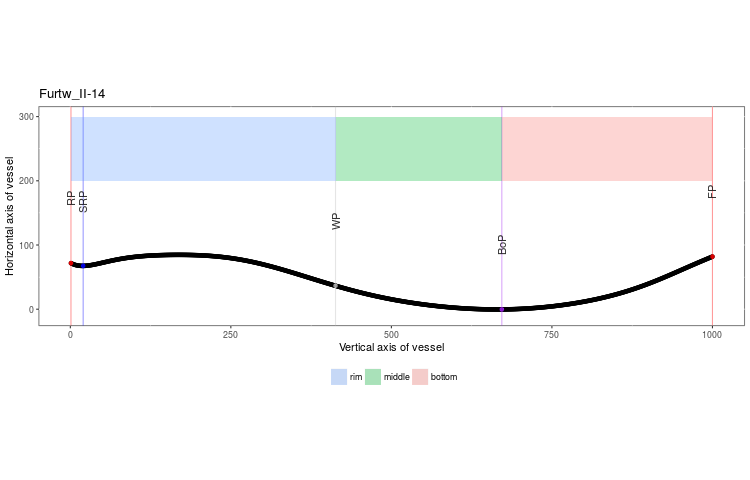 Furtw_II-14
Horizontal axis of vessel
300
200
100
0
RP
SRP
WP
BoP
FP
0 250 500 750 1000
Vertical axis of vessel
rim middle bottom